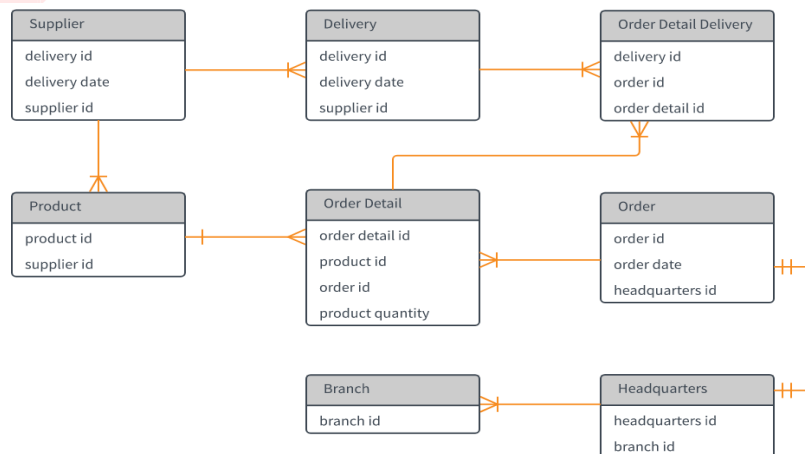 Supplier
delivery id
delivery date
supplier id
Delivery
delivery id
delivery date
supplier id
Order Detail Delivery
delivery id
order id
order detail id
Product
product id
supplier id
Order Detail
order detail id
product id
order id
product quantity
Order
order id
order date
headquarters id
Branch
branch id
Headquarters
headquarters id
branch id